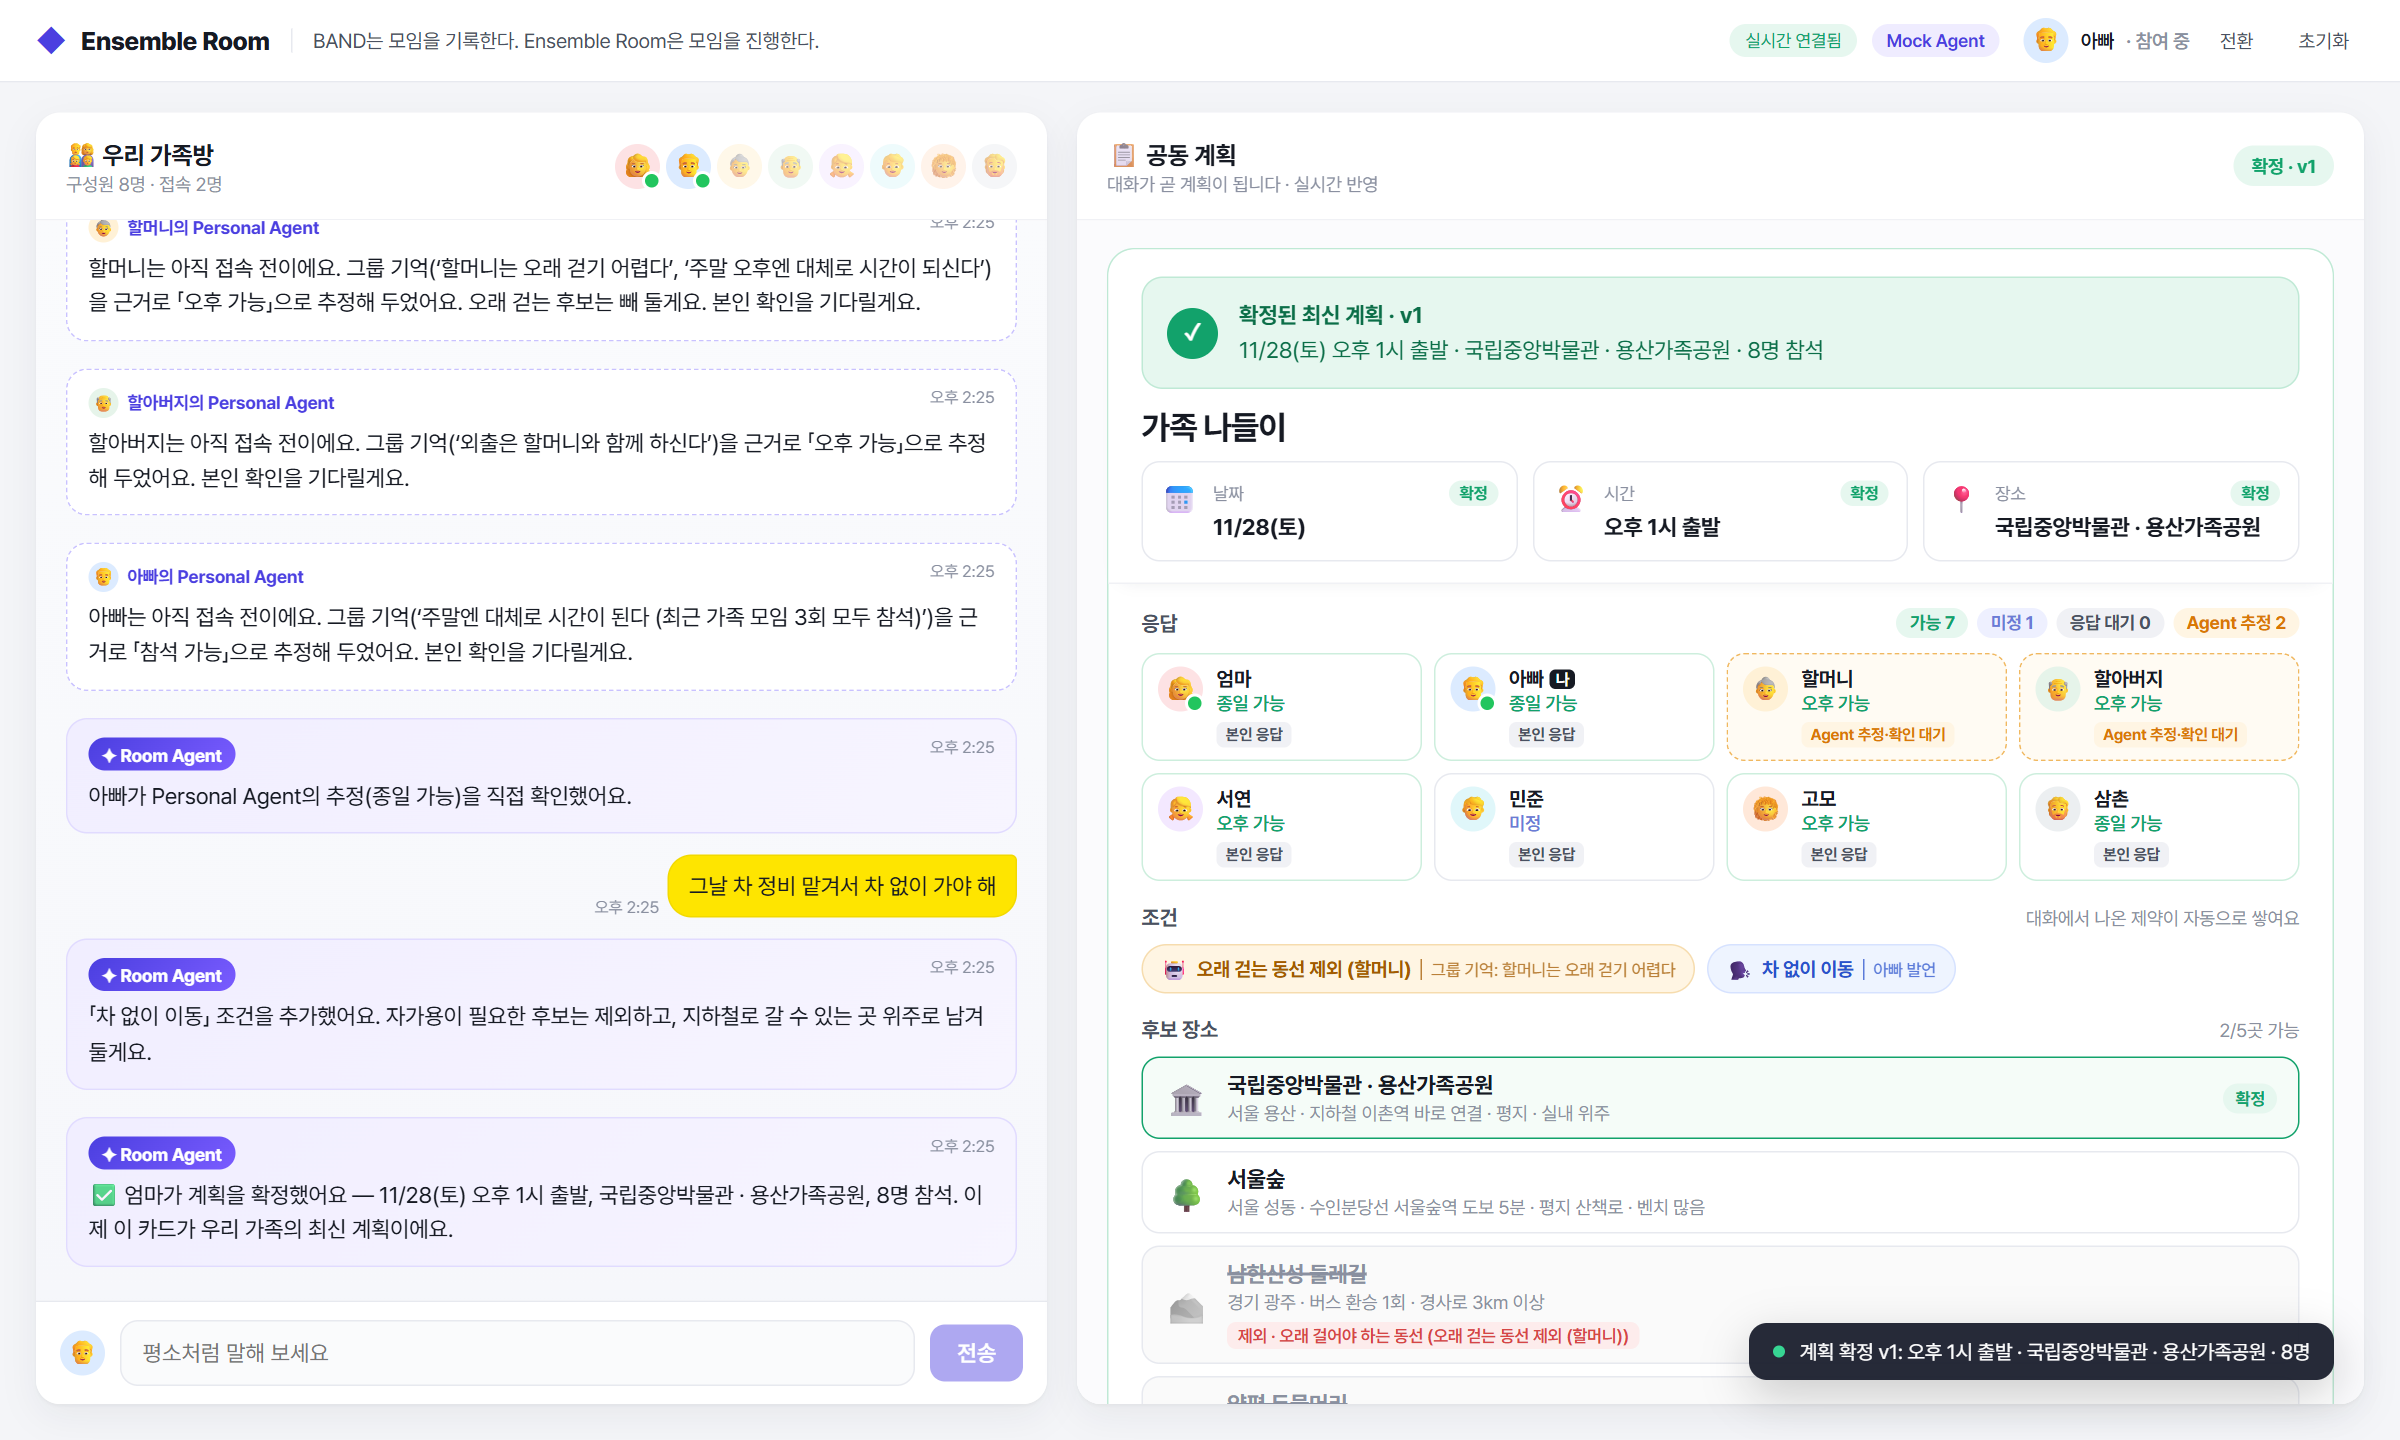 Ensemble Room
BAND는 모임을 기록한다. Ensemble Room은 모임을 진행한다.
실시간 연결됨
Mock Agent
아빠 · 참여 중
전환
초기화
우리 가족방
구성원 8명 · 접속 2명
할머니의 Personal Agent
오후 2:25
할머니는 아직 접속 전이에요. 그룹 기억(‘할머니는 오래 걷기 어렵다’, ‘주말 오후엔 대체로 시간이 되신다’)
을 근거로 「오후 가능」으로 추정해 두었어요. 오래 걷는 후보는 빼 둘게요. 본인 확인을 기다릴게요.
할아버지의 Personal Agent
오후 2:25
할아버지는 아직 접속 전이에요. 그룹 기억(‘외출은 할머니와 함께 하신다’)을 근거로 「오후 가능」으로 추정
해 두었어요. 본인 확인을 기다릴게요.
아빠의 Personal Agent
오후 2:25
아빠는 아직 접속 전이에요. 그룹 기억(‘주말엔 대체로 시간이 된다 (최근 가족 모임 3회 모두 참석)’)을 근
거로 「참석 가능」으로 추정해 두었어요. 본인 확인을 기다릴게요.
Room Agent
오후 2:25
아빠가 Personal Agent의 추정(종일 가능)을 직접 확인했어요.
그날 차 정비 맡겨서 차 없이 가야 해
오후 2:25
Room Agent
오후 2:25
「차 없이 이동」 조건을 추가했어요. 자가용이 필요한 후보는 제외하고, 지하철로 갈 수 있는 곳 위주로 남겨
둘게요.
Room Agent
오후 2:25
✅ 엄마가 계획을 확정했어요 — 11/28(토) 오후 1시 출발, 국립중앙박물관 · 용산가족공원, 8명 참석. 이
제 이 카드가 우리 가족의 최신 계획이에요.
평소처럼 말해 보세요
전송
공동 계획
대화가 곧 계획이 됩니다 · 실시간 반영
확정 · v1
확정된 최신 계획 · v1
11/28(토) 오후 1시 출발 · 국립중앙박물관 · 용산가족공원 · 8명 참석
가족 나들이
날짜
확정
11/28(토)
시간
확정
오후 1시 출발
장소
확정
국립중앙박물관 · 용산가족공원
응답
가능 7
미정 1
응답 대기 0
Agent 추정 2
엄마
종일 가능
본인 응답
아빠 나
종일 가능
본인 응답
할머니
오후 가능
Agent 추정·확인 대기
할아버지
오후 가능
Agent 추정·확인 대기
서연
오후 가능
본인 응답
민준
미정
본인 응답
고모
오후 가능
본인 응답
삼촌
종일 가능
본인 응답
조건
대화에서 나온 제약이 자동으로 쌓여요
오래 걷는 동선 제외 (할머니) | 그룹 기억: 할머니는 오래 걷기 어렵다
차 없이 이동 | 아빠 발언
후보 장소
2/5곳 가능
국립중앙박물관 · 용산가족공원
서울 용산 · 지하철 이촌역 바로 연결 · 평지 · 실내 위주
확정
서울숲
서울 성동 · 수인분당선 서울숲역 도보 5분 · 평지 산책로 · 벤치 많음
남한산성 둘레길
경기 광주 · 버스 환승 1회 · 경사로 3km 이상
제외 · 오래 걸어야 하는 동선 (오래 걷는 동선 제외 (할머니))
양평 두물머리
계획 확정 v1: 오후 1시 출발 · 국립중앙박물관 · 용산가족공원 · 8명